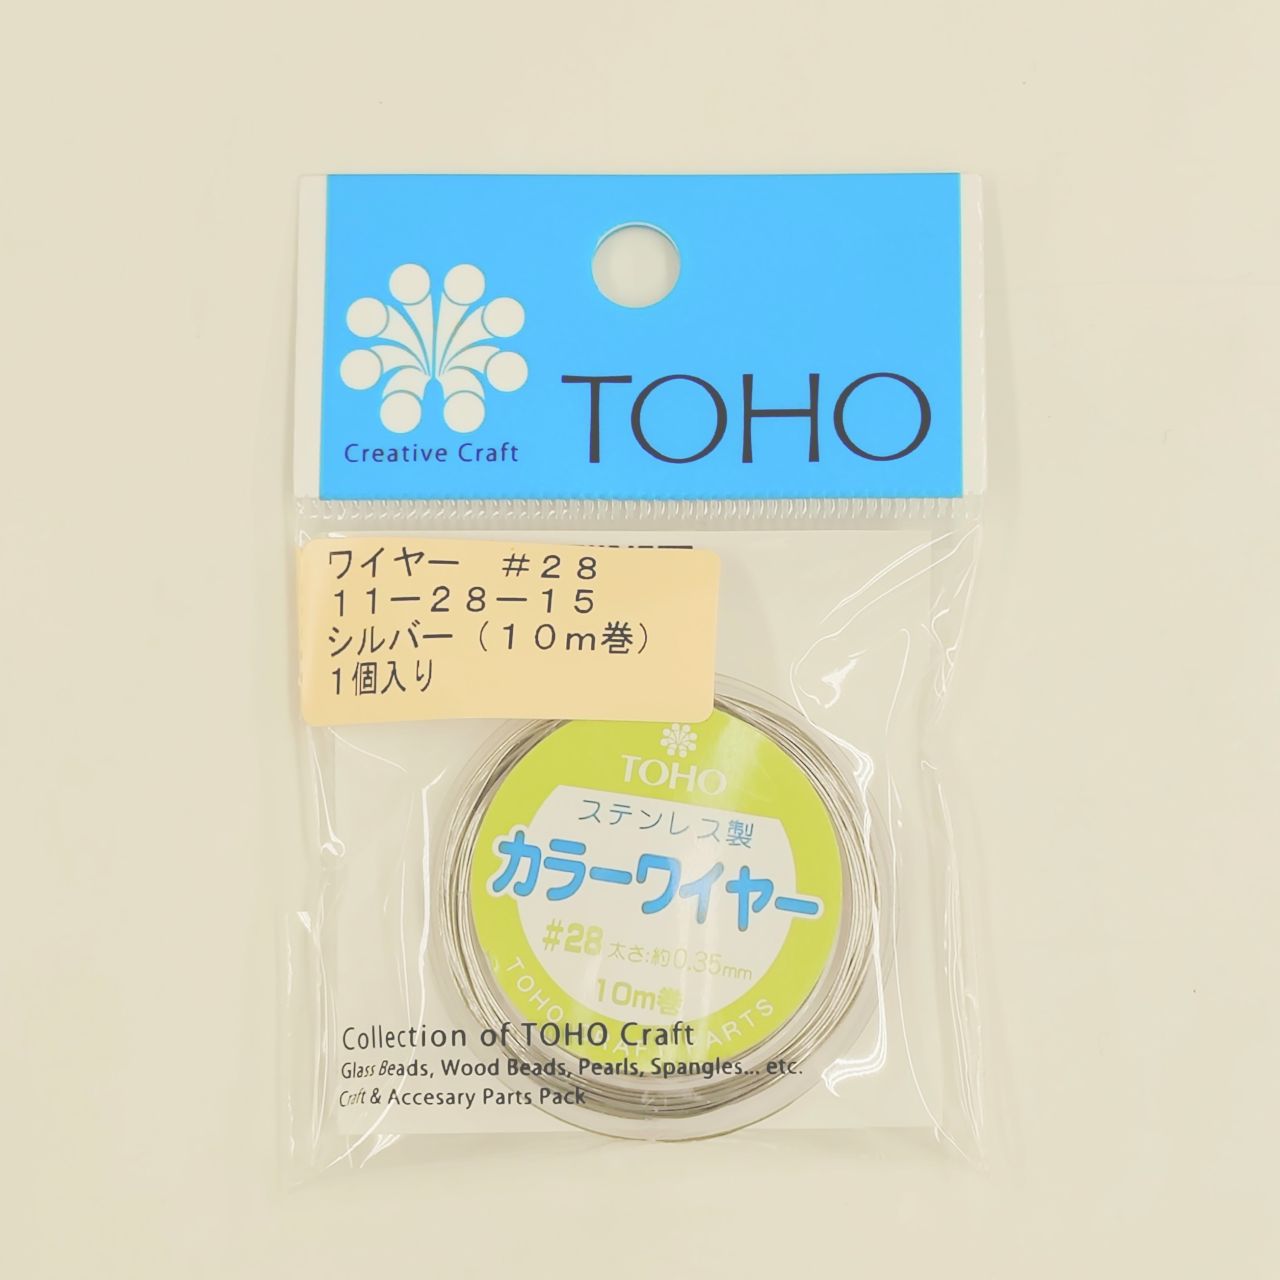 Creative Craft
TOHO
ワイヤー　＃２８
１１－２８－１５
シルバー（１０ｍ巻）
１個入り
TOHO
ステンレス製
カラーワイヤー
#28 太さ:約0.35mm
10m巻
TOHO CRAFT PARTS
Collection of TOHO Craft
Glass Beads, Wood Beads, Pearls, Spangles... etc.
Craft & Accesary Parts Pack